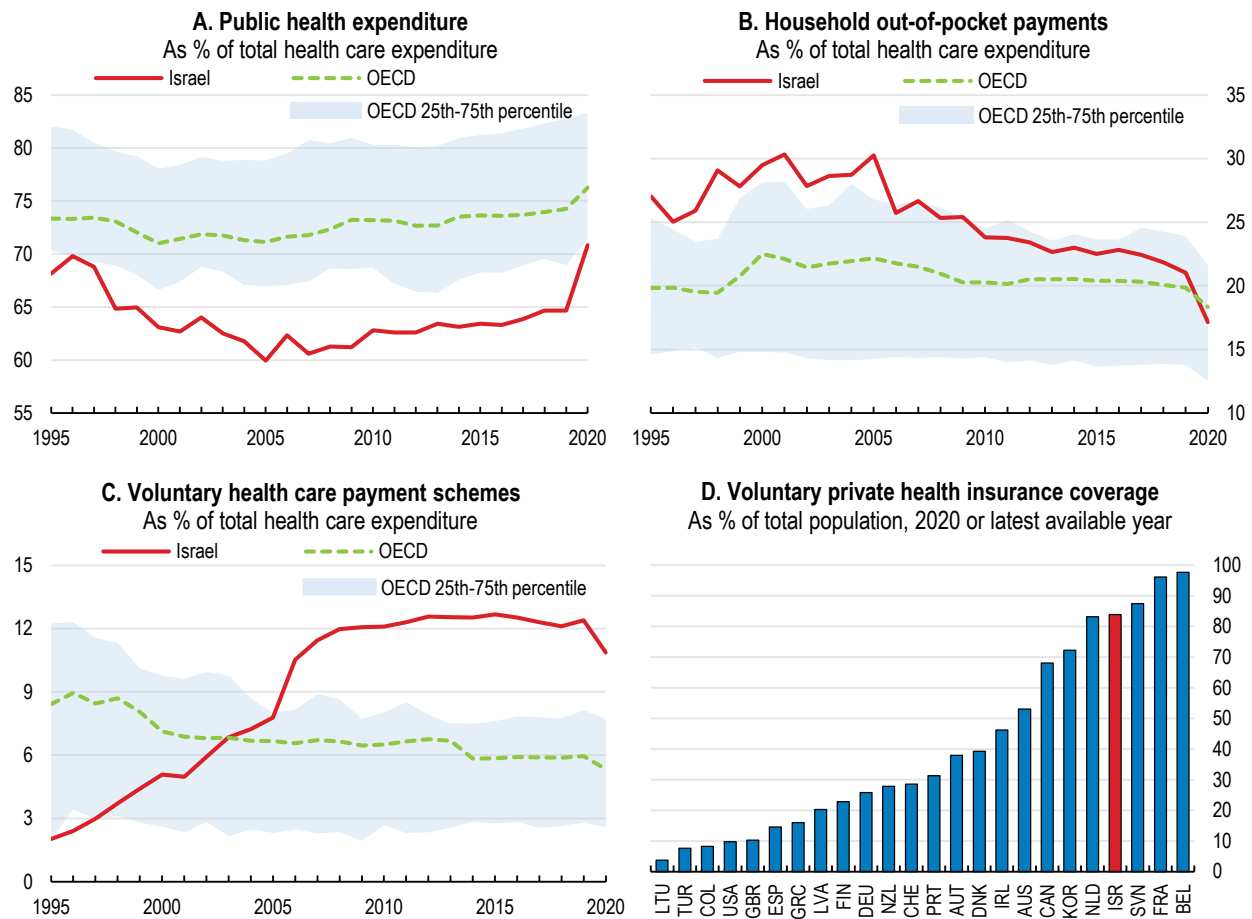 A. Public health expenditure
As % of total health care expenditure
Israel
OECD
OECD 25th-75th percentile
85
80
75
70
65
60
55
1995
2000
2005
2010
2015
2020
B. Household out-of-pocket payments
As % of total health care expenditure
Israel
OECD
OECD 25th-75th percentile
35
30
25
20
15
10
1995
2000
2005
2010
2015
2020
C. Voluntary health care payment schemes
As % of total health care expenditure
Israel
OECD
OECD 25th-75th percentile
15
12
9
6
3
0
1995
2000
2005
2010
2015
2020
D. Voluntary private health insurance coverage
As % of total population, 2020 or latest available year
100
90
80
70
60
50
40
30
20
10
0
LTU
TUR
COL
USA
GBR
ESP
GRC
LVA
FIN
DEU
NZL
CHE
PRT
AUT
DNK
IRL
AUS
CAN
KOR
NLD
ISR
SVN
FRA
BEL